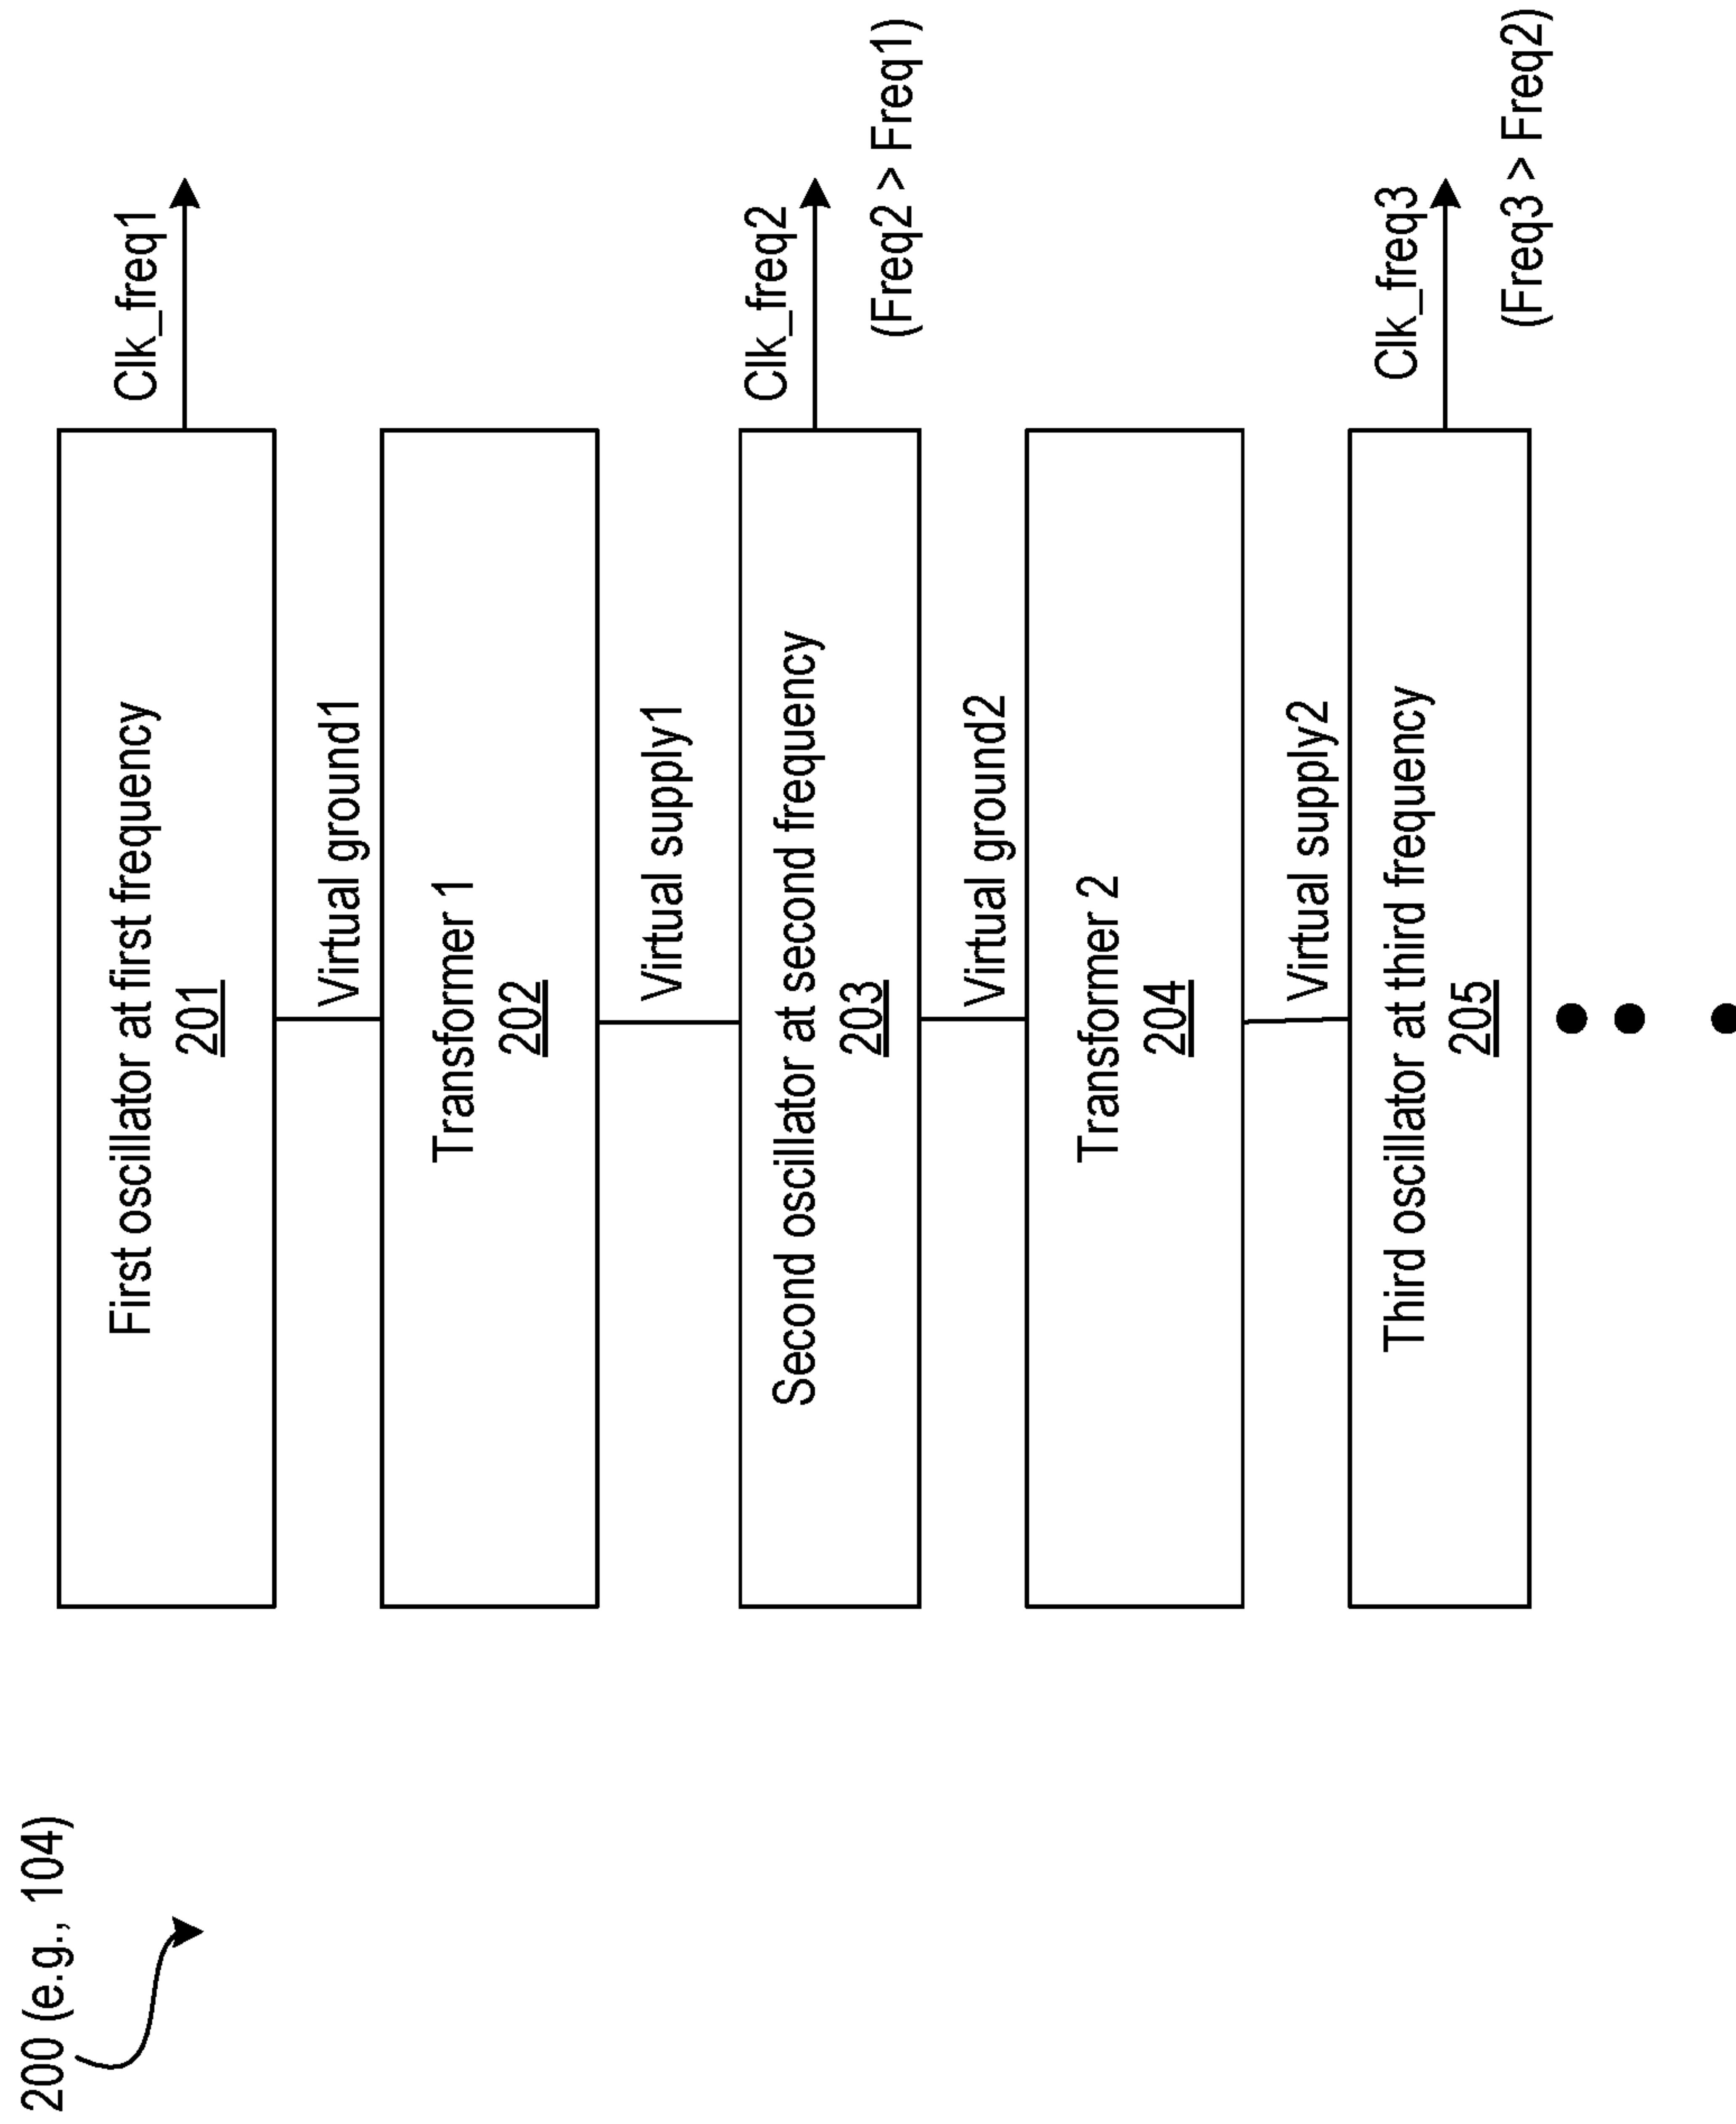 200 (e.g., 104)
First oscillator at first frequency
201
Clk_freq1
Virtual ground1
Transformer 1
202
Virtual supply1
Second oscillator at second frequency
203
Clk_freq2
(Freq2 > Freq1)
Virtual ground2
Transformer 2
204
Virtual supply2
Third oscillator at third frequency
205
Clk_freq3
(Freq3 > Freq2)